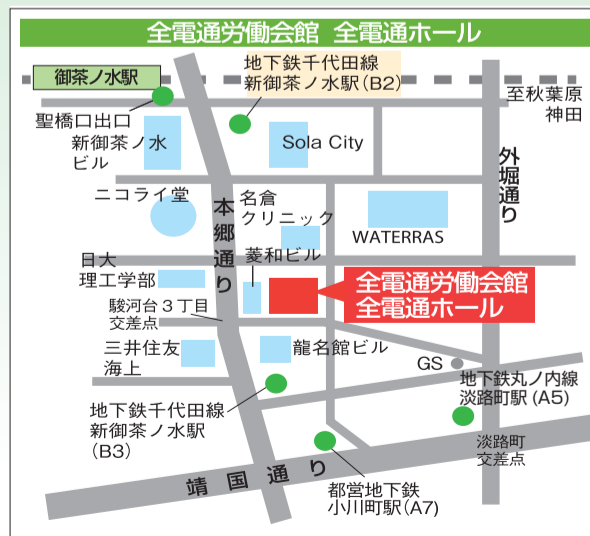 全電通労働会館 全電通ホール
御茶ノ水駅
地下鉄千代田線
新御茶ノ水駅(B2)
至秋葉原
神田
聖橋口出口
新御茶ノ水
ビル
Sola City
外堀通り
ニコライ堂
本郷通り
名倉
クリニック
WATERRAS
日大
理工学部
菱和ビル
全電通労働会館
全電通ホール
駿河台3丁目
交差点
三井住友
海上
龍名館ビル
GS
地下鉄丸ノ内線
淡路町駅(A5)
地下鉄千代田線
新御茶ノ水駅
(B3)
淡路町
交差点
靖国通り
都営地下鉄
小川町駅(A7)